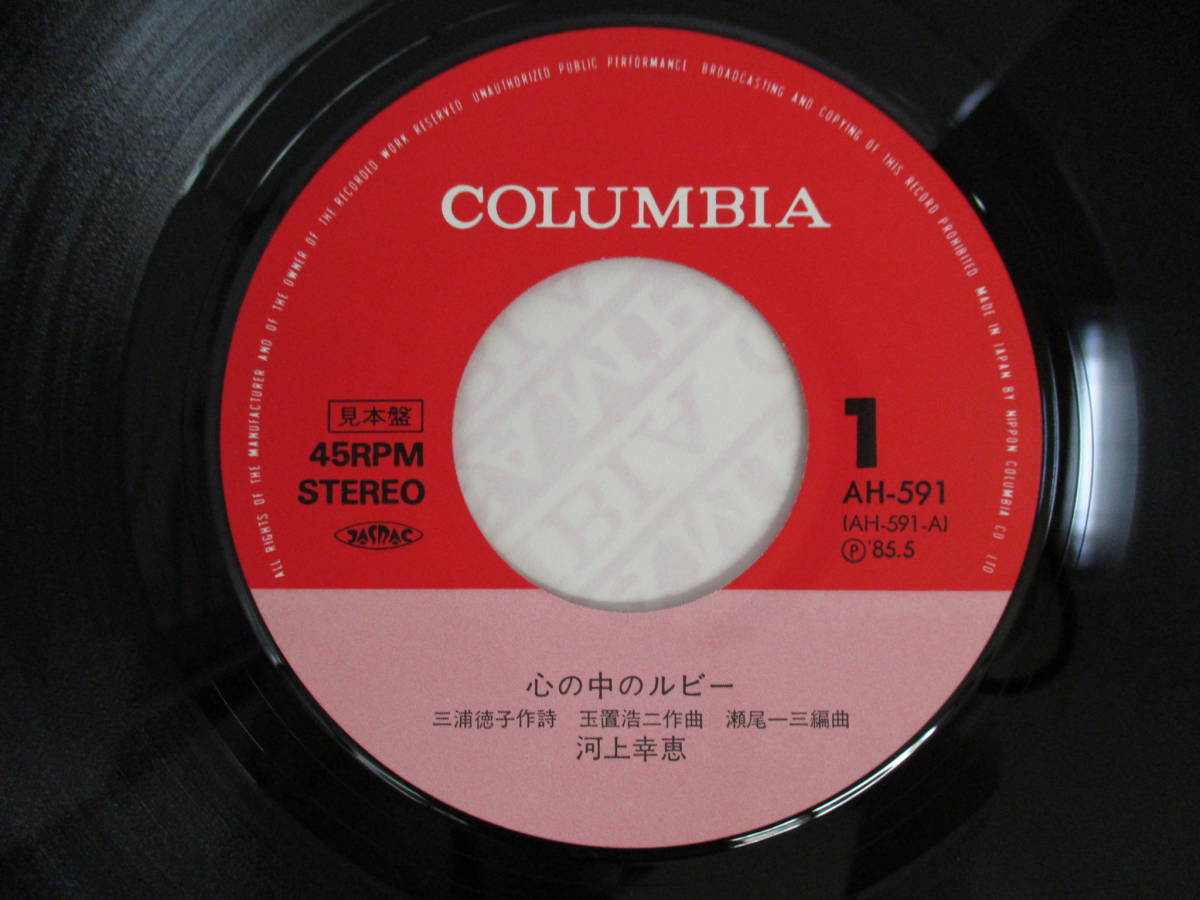 ALL RIGHTS OF THE MANUFACTURER AND OF THE OWNER OF THE RECORDED WORK RESERVED UNAUTHORIZED PUBLIC PERFORMANCE BROADCASTING AND COPYING OF THIS RECORD PROHIBITED MADE IN JAPAN BY NIPPON COLUMBIA CO LTD
COLUMBIA
見本盤
45RPM
STEREO
JASRAC
1
AH-591
(AH-591-A)
Ⓟ'85.5
心の中のルビー
三浦徳子作詩 玉置浩二作曲 瀬尾一三編曲
河上幸恵